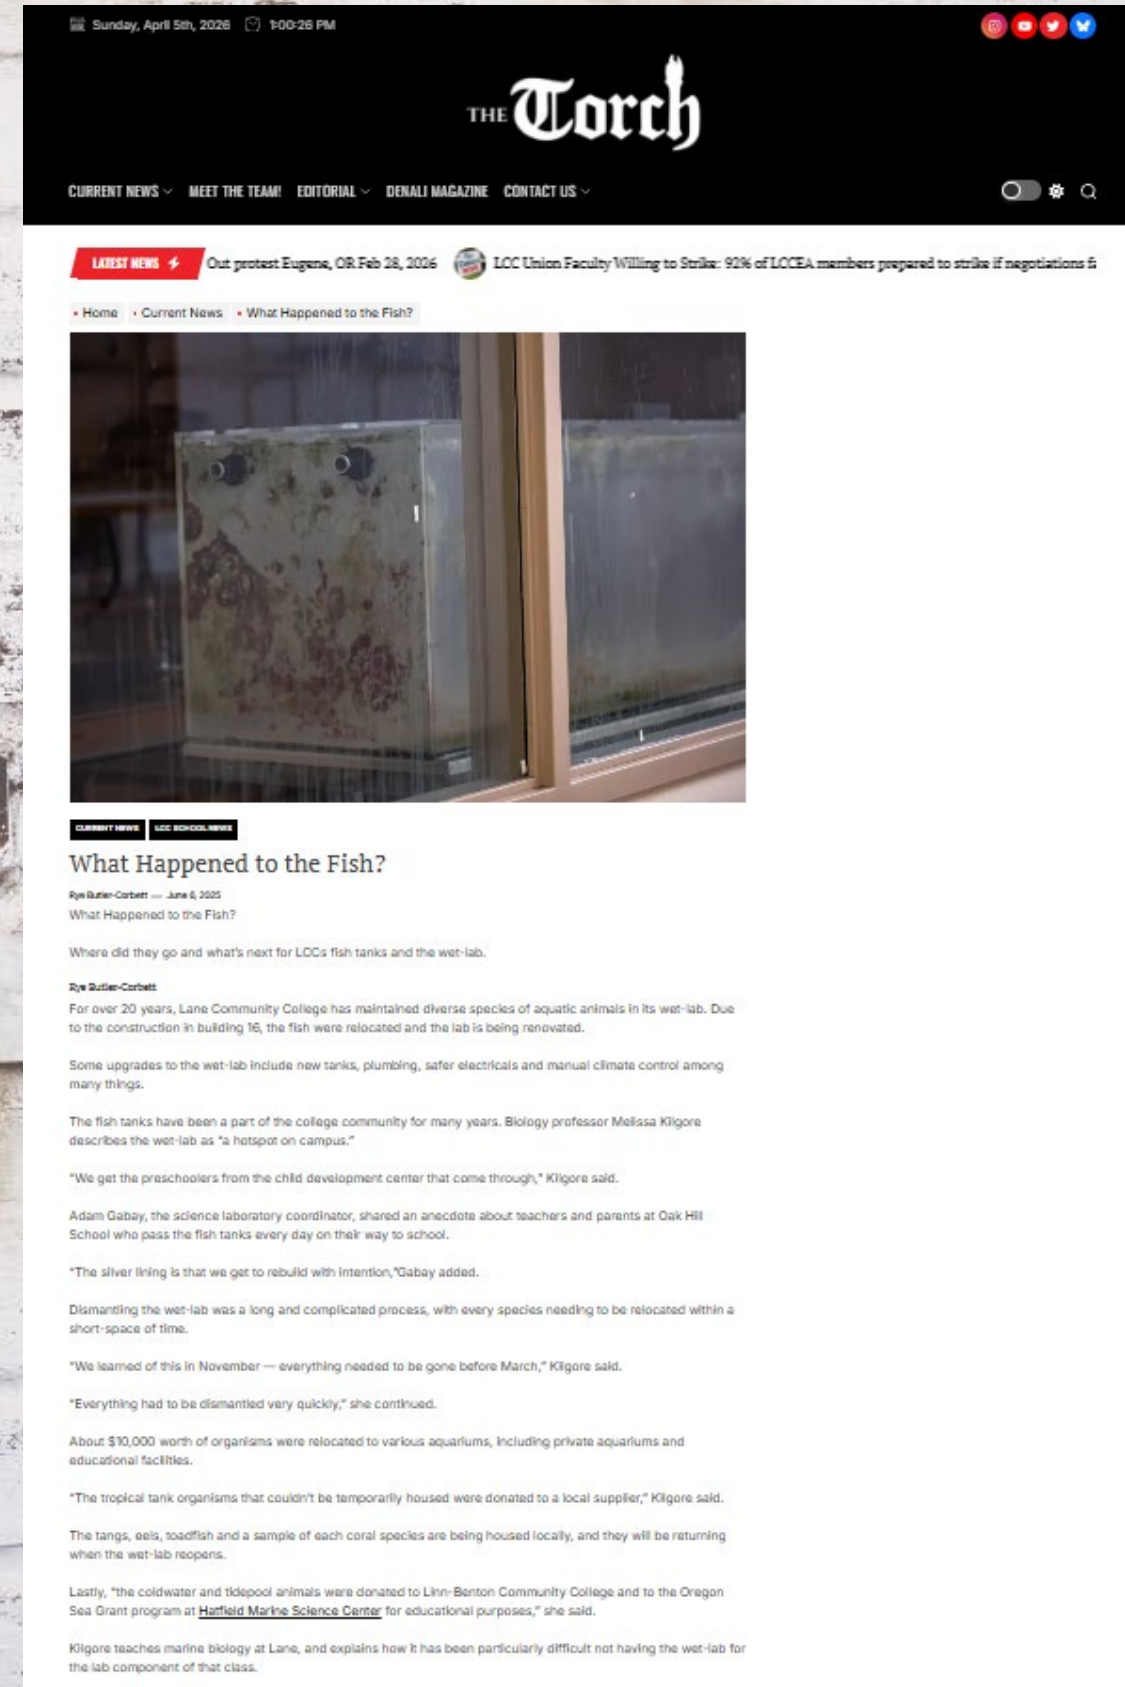 Sunday, April 5th, 2026 1:00:26 PM
THE Torch
CURRENT NEWS MEET THE TEAM! EDITORIAL DENALI MAGAZINE CONTACT US
LATEST NEWS Out protest Eugene, OR Feb 28, 2026 LCC Union Faculty Willing to Strike: 92% of LCCEA members prepared to strike if negotiations fa
Home Current News What Happened to the Fish?
CURRENT NEWS LCC SCHOOL NEWS
What Happened to the Fish?
Rye Butler-Corbett — June 6, 2025
What Happened to the Fish?
Where did they go and what's next for LCCs fish tanks and the wet-lab.
Rye Butler-Corbett
For over 20 years, Lane Community College has maintained diverse species of aquatic animals in its wet-lab. Due
to the construction in building 16, the fish were relocated and the lab is being renovated.
Some upgrades to the wet-lab include new tanks, plumbing, safer electricals and manual climate control among
many things.
The fish tanks have been a part of the college community for many years. Biology professor Melissa Kilgore
describes the wet-lab as "a hotspot on campus."
"We get the preschoolers from the child development center that come through," Kilgore said.
Adam Gabay, the science laboratory coordinator, shared an anecdote about teachers and parents at Oak Hill
School who pass the fish tanks every day on their way to school.
"The silver lining is that we get to rebuild with intention,"Gabay added.
Dismantling the wet-lab was a long and complicated process, with every species needing to be relocated within a
short-space of time.
"We learned of this in November — everything needed to be gone before March," Kilgore said.
"Everything had to be dismantled very quickly," she continued.
About $10,000 worth of organisms were relocated to various aquariums, including private aquariums and
educational facilities.
"The tropical tank organisms that couldn't be temporarily housed were donated to a local supplier," Kilgore said.
The tangs, eels, toadfish and a sample of each coral species are being housed locally, and they will be returning
when the wet-lab reopens.
Lastly, "the coldwater and tidepool animals were donated to Linn-Benton Community College and to the Oregon
Sea Grant program at Hatfield Marine Science Center for educational purposes," she said.
Kilgore teaches marine biology at Lane, and explains how it has been particularly difficult not having the wet-lab for
the lab component of that class.